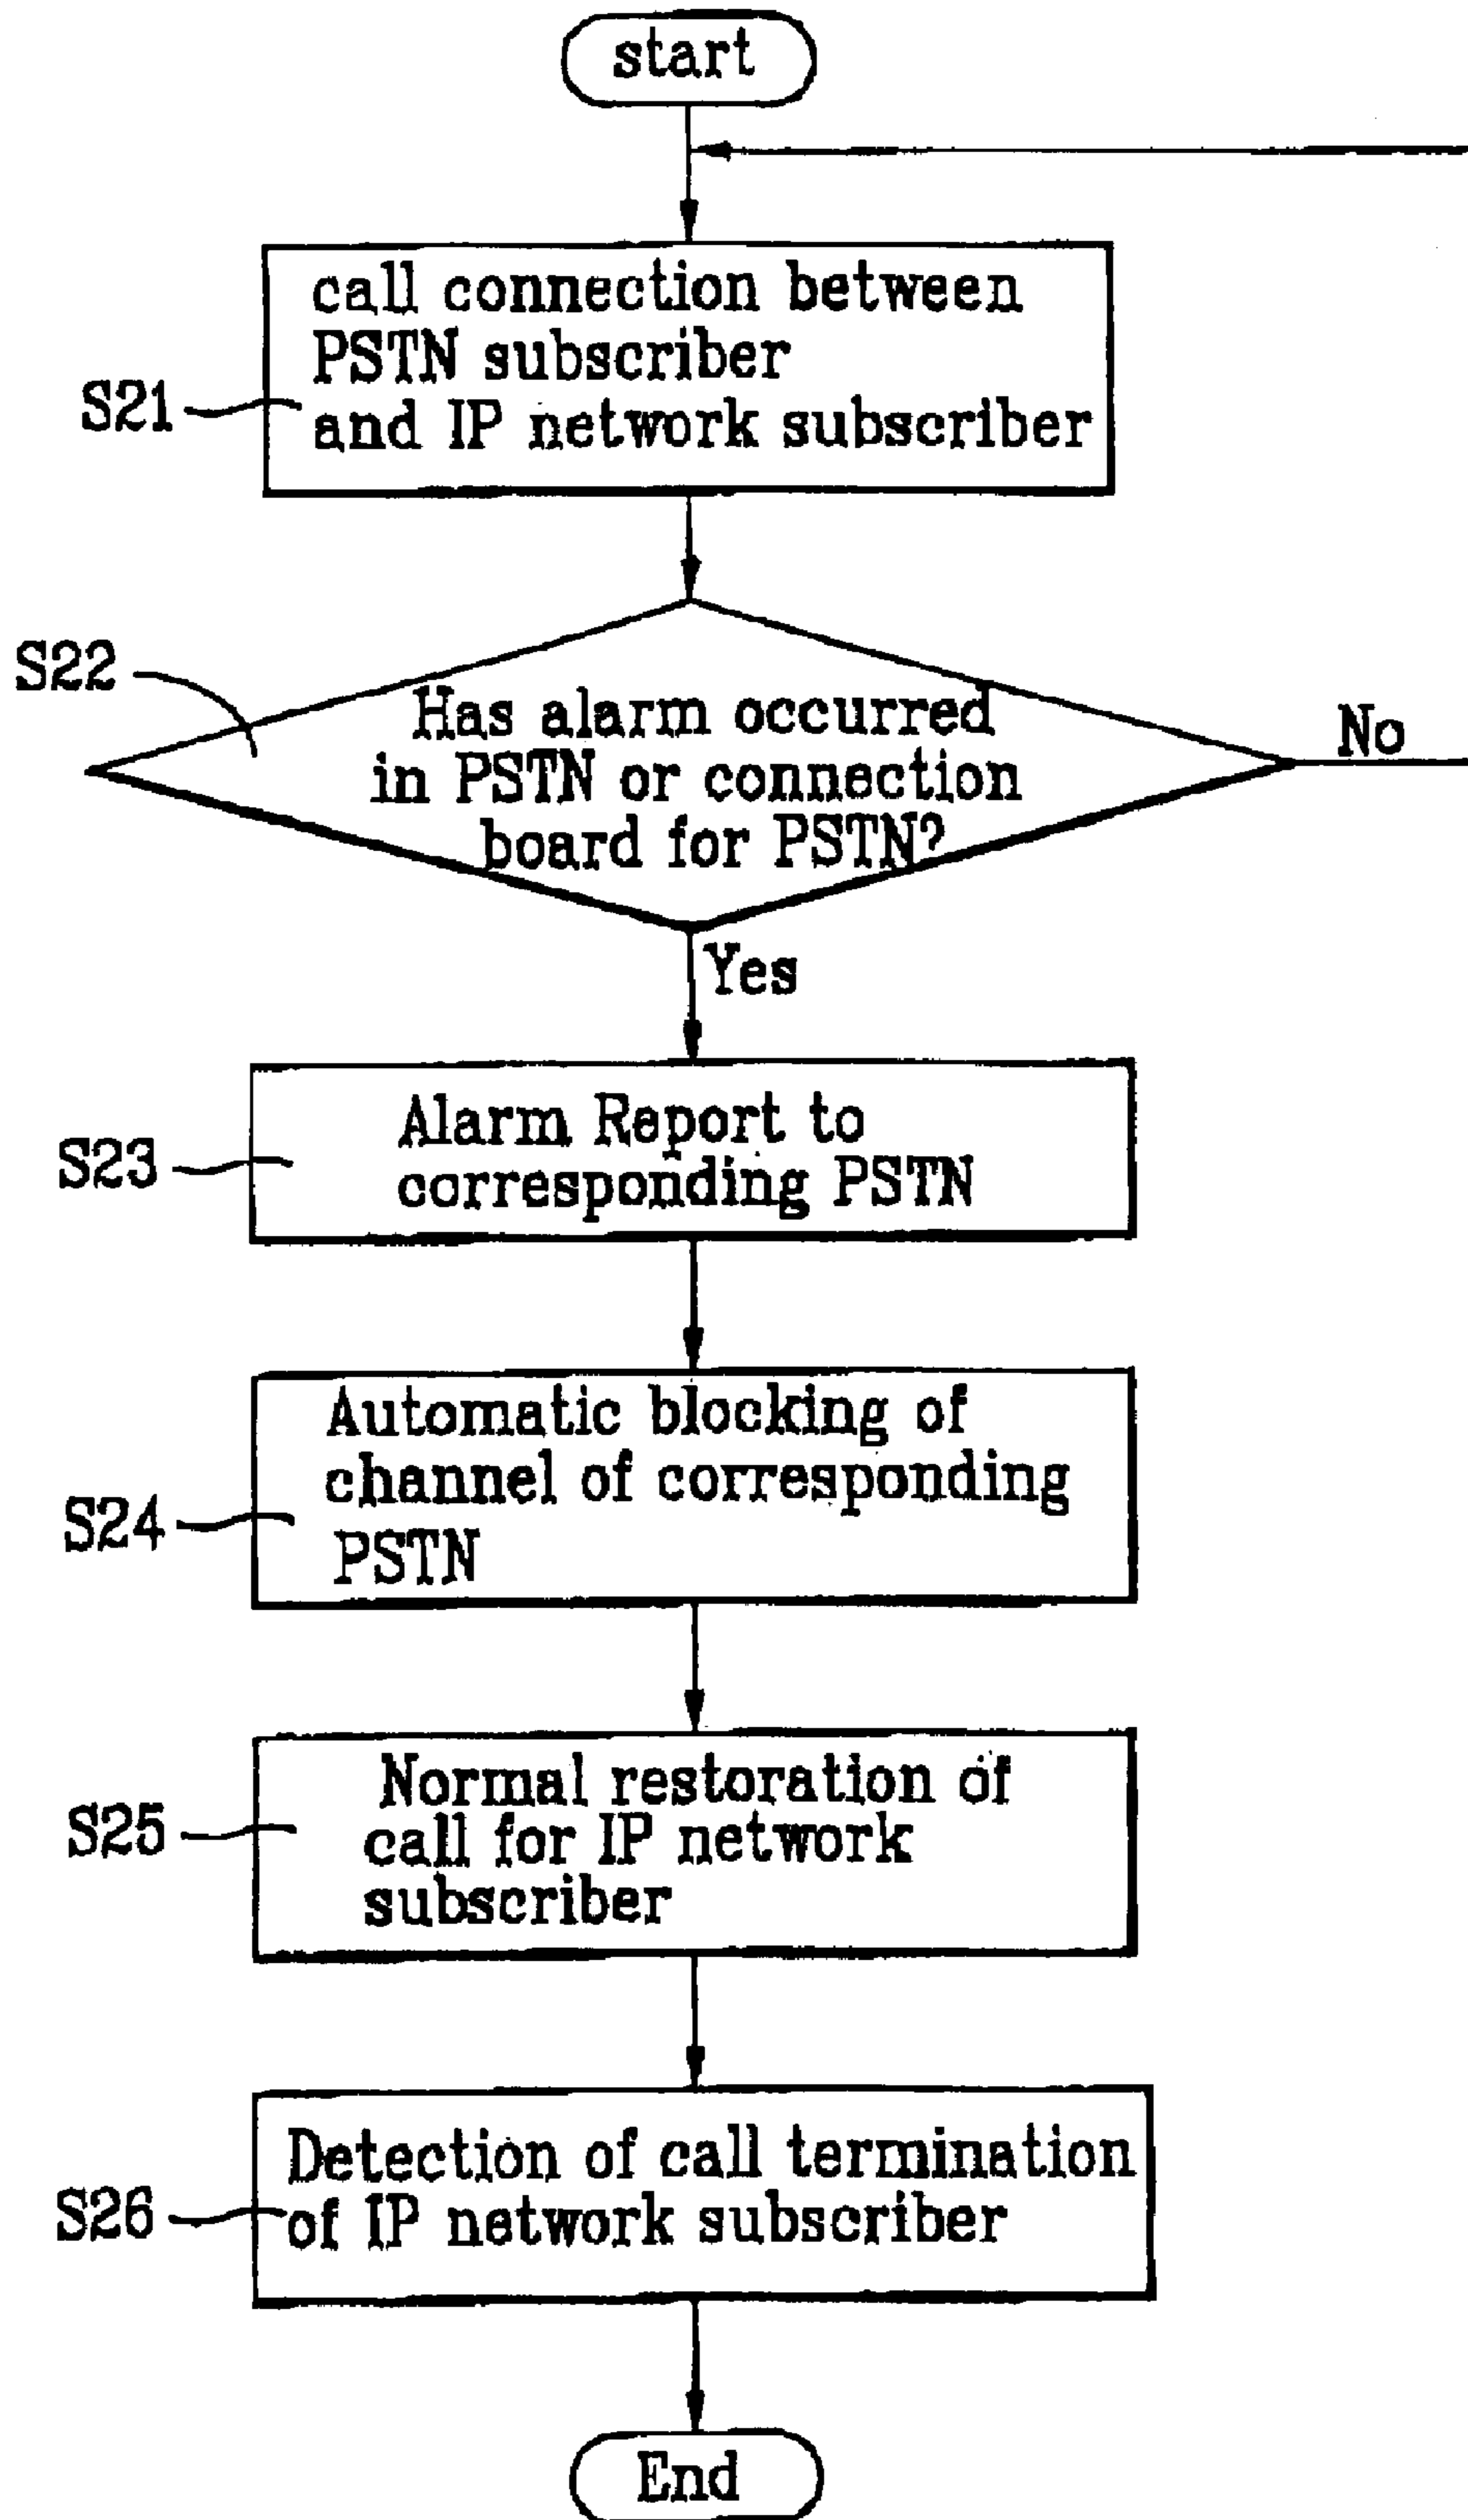 start
call connection between
PSTN subscriber
and IP network subscriber
S21
S22
Has alarm occurred
in PSTN or connection
board for PSTN?
No
Yes
Alarm Report to
corresponding PSTN
S23
Automatic blocking of
channel of corresponding
PSTN
S24
Normal restoration of
call for IP network
subscriber
S25
Detection of call termination
of IP network subscriber
S26
End